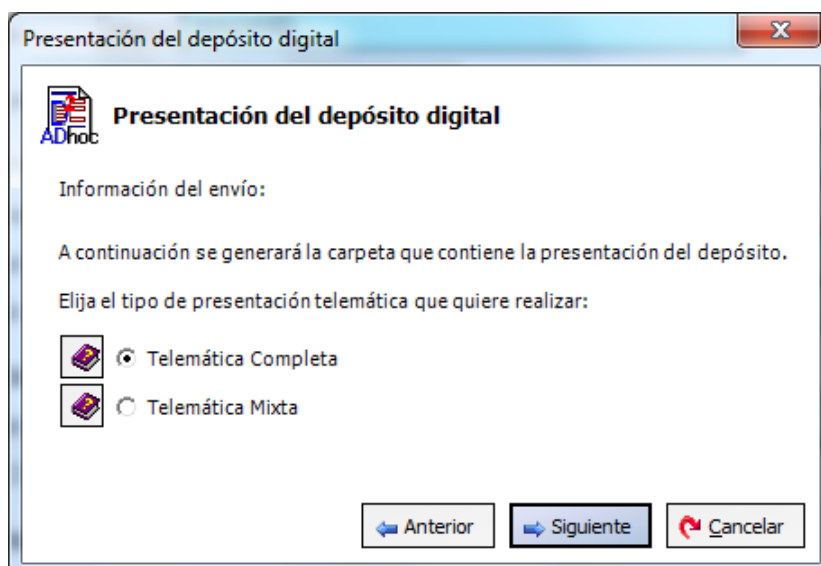 Presentación del depósito digital
ADhoc
Presentación del depósito digital
Información del envío:
A continuación se generará la carpeta que contiene la presentación del depósito.
Elija el tipo de presentación telemática que quiere realizar:
Telemática Completa
Telemática Mixta
Anterior
Siguiente
Cancelar